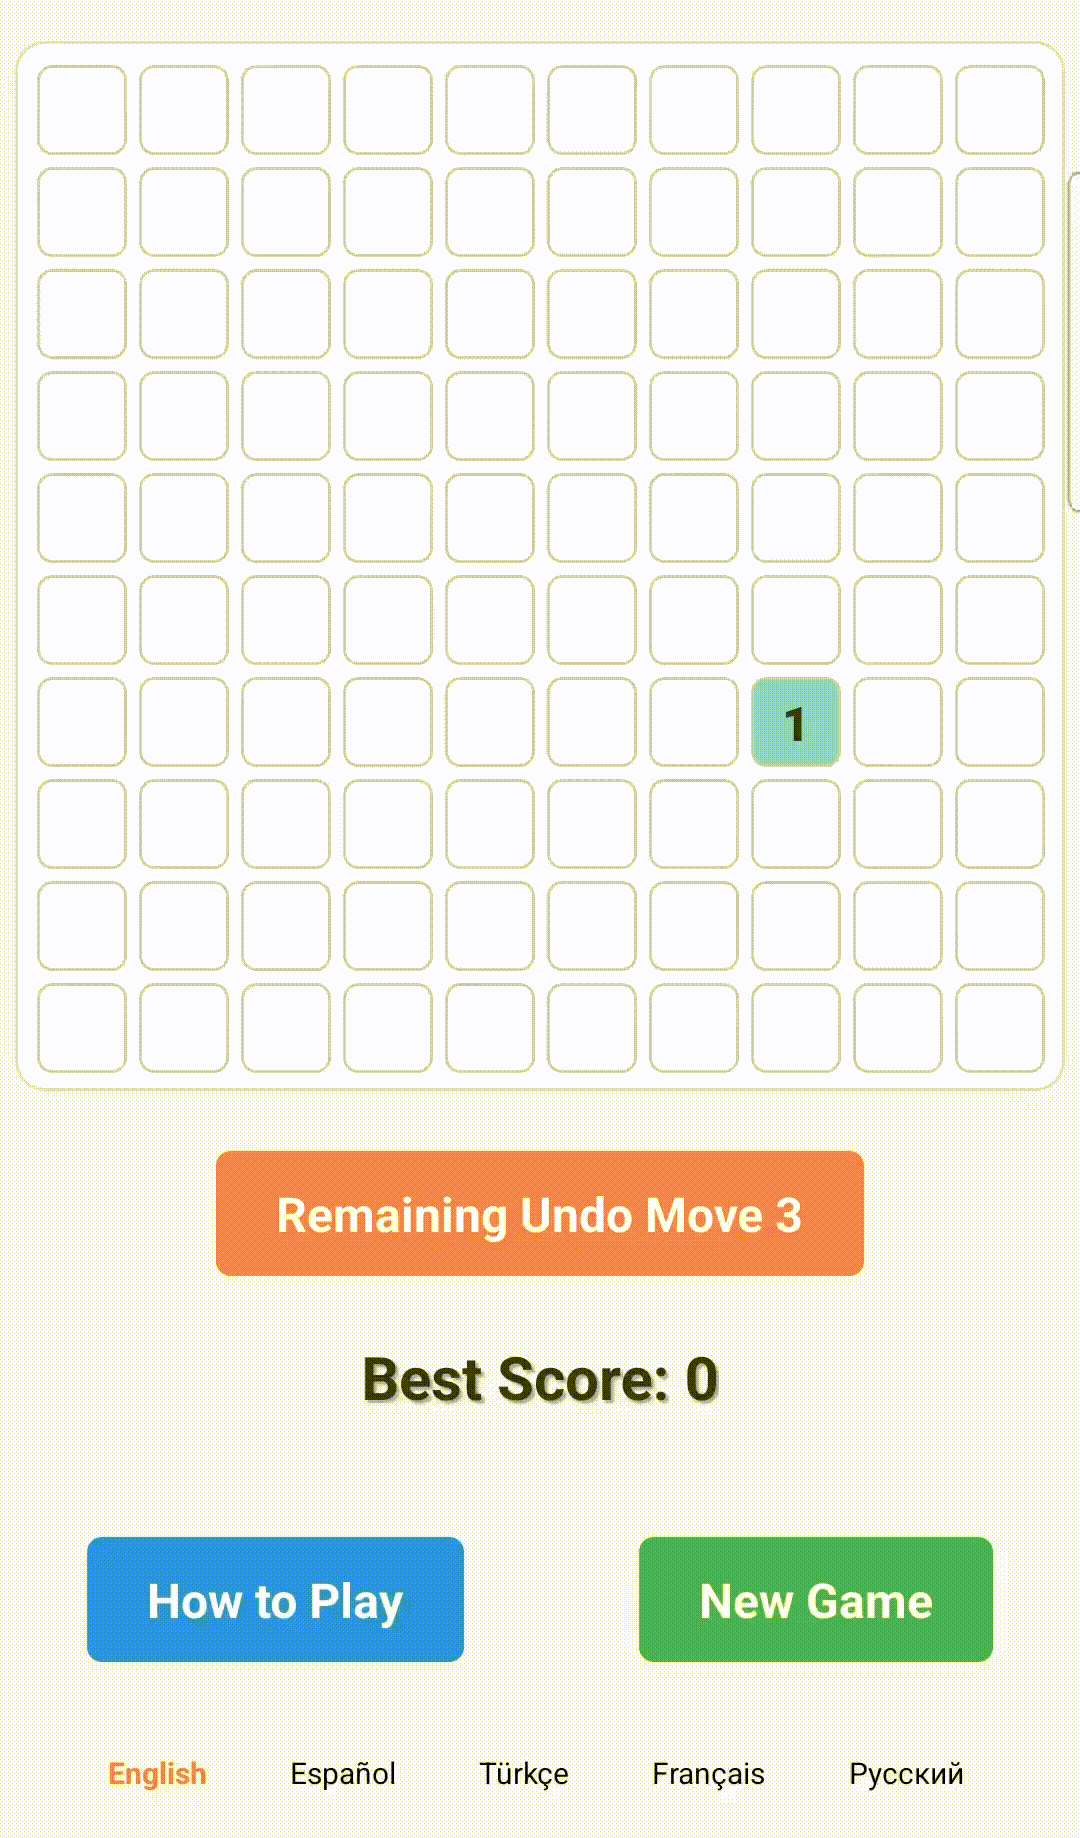 1
Remaining Undo Move 3
Best Score: 0
How to Play
New Game
English Español Türkçe Français Русский